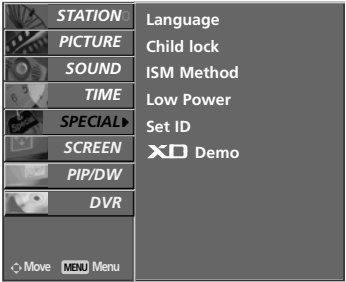 STATION
PICTURE
SOUND
TIME
SPECIAL
SCREEN
PIP/DW
DVR
Move MENU Menu
Language
Child lock
ISM Method
Low Power
Set ID
XD Demo